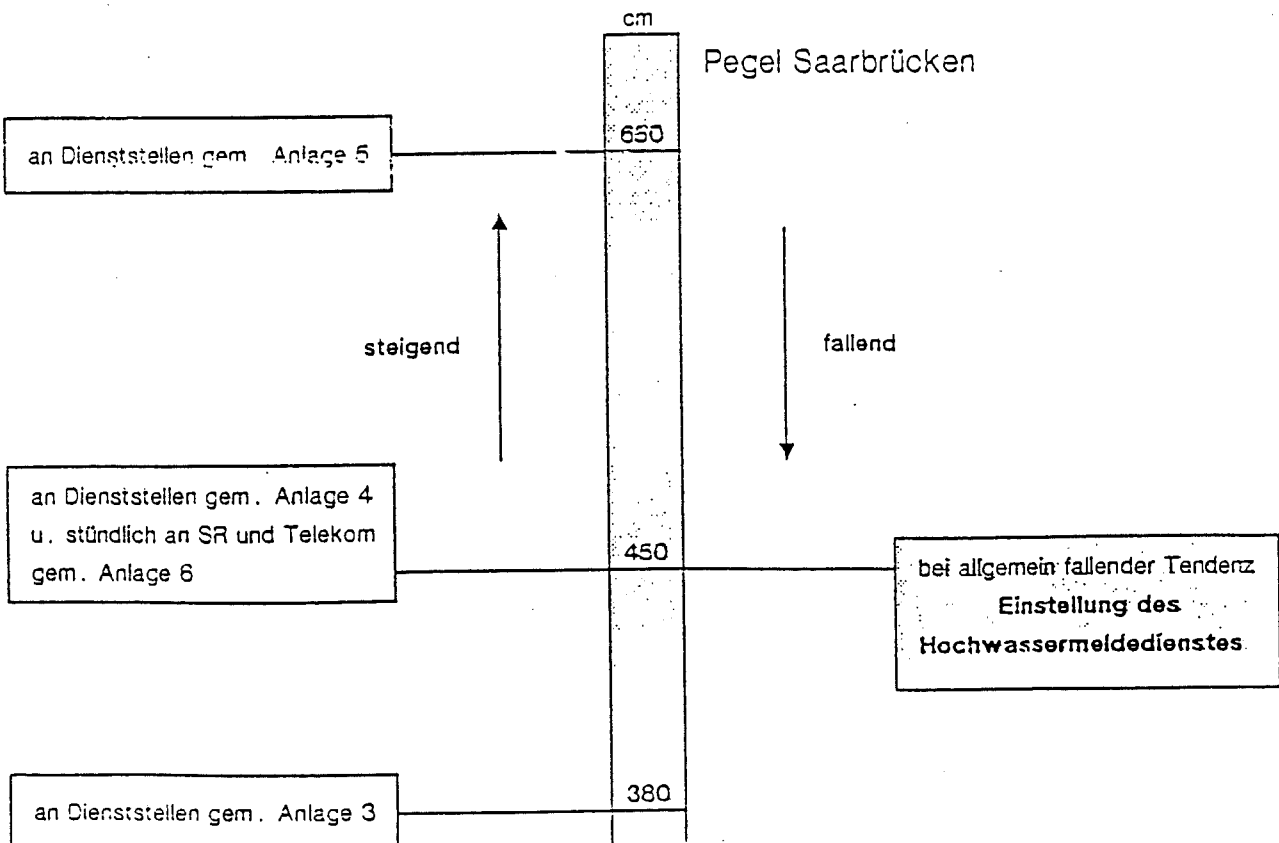 cm
Pegel Saarbrücken
650
an Dienststellen gem Anlage 5
steigend
fallend
an Dienststellen gem. Anlage 4
u. stündlich an SR und Telekom
gem. Anlage 6
450
bei allgemein fallender Tendenz
Einstellung des
Hochwassermeldedienstes
380
an Dienststellen gem. Anlage 3